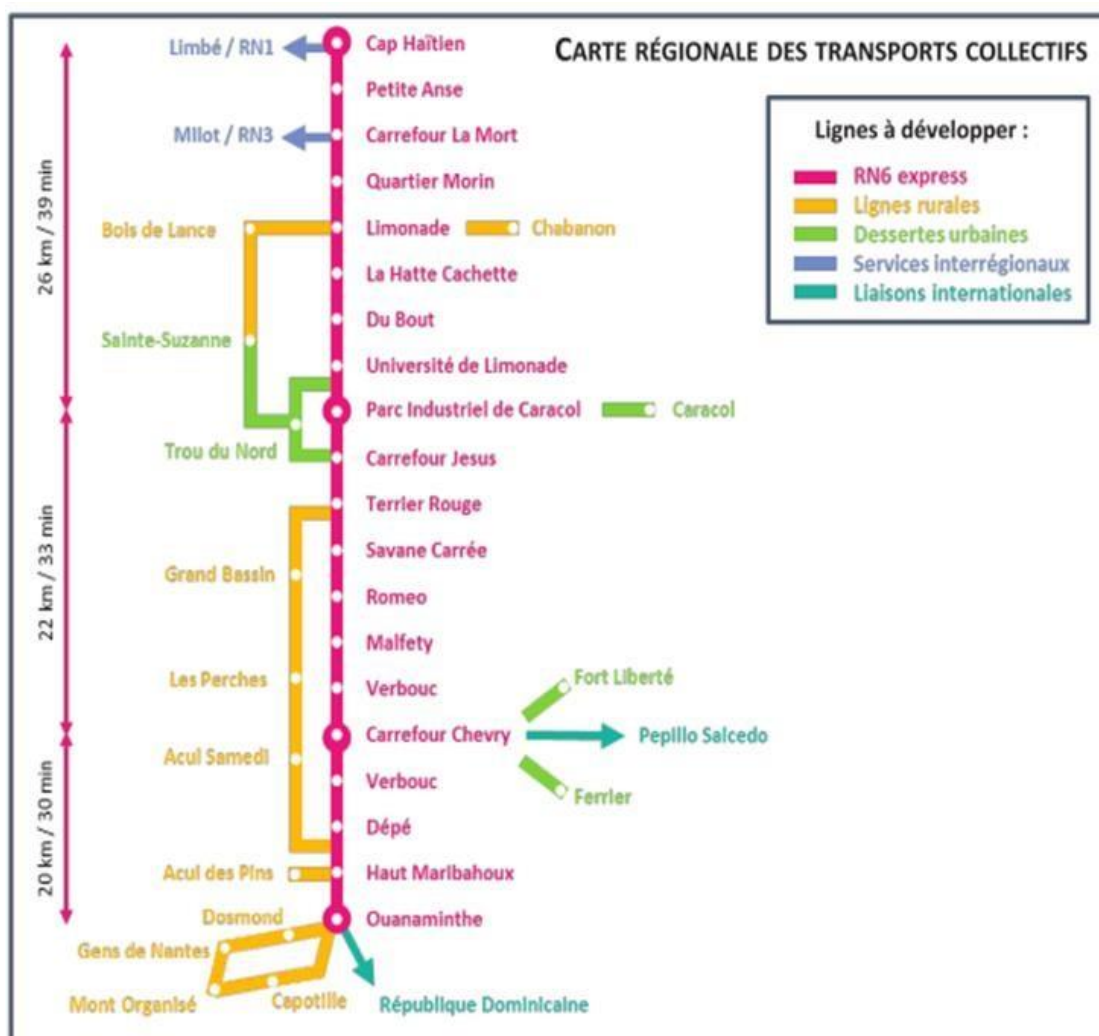 CARTE RÉGIONALE DES TRANSPORTS COLLECTIFS
Lignes à développer :
RN6 express
Lignes rurales
Dessertes urbaines
Services interrégionaux
Liaisons internationales
26 km / 39 min
22 km / 33 min
20 km / 30 min
Limbé / RN1
Cap Haïtien
Petite Anse
Milot / RN3
Carrefour La Mort
Quartier Morin
Bois de Lance
Limonade
Chabanon
La Hatte Cachette
Du Bout
Sainte-Suzanne
Université de Limonade
Parc Industriel de Caracol
Caracol
Trou du Nord
Carrefour Jesus
Terrier Rouge
Savane Carrée
Grand Bassin
Romeo
Malfety
Les Perches
Verbouc
Fort Liberté
Carrefour Chevry
Pepillo Salcedo
Acul Samedi
Verbouc
Ferrier
Dépé
Acul des Pins
Haut Maribahoux
Dosmond
Ouanaminthe
Gens de Nantes
Mont Organisé
Capotille
République Dominicaine